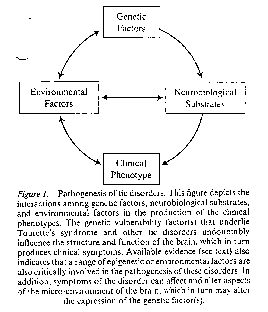 Genetic
Factors
Environmental
Factors
Neurobiological
Substrates
Clinical
Phenotype
Figure 1. Pathogenesis of tic disorders. This figure depicts the
interactions among genetic factors, neurobiological substrates,
and environmental factors in the production of the clinical
phenotypes. The genetic vulnerability factor(s) that underlie
Tourette's syndrome and other tic disorders undoubtedly
influence the structure and function of the brain, which in turn
produces clinical symptoms. Available evidence (see text) also
indicates that a range of epigenetic or environmental factors are
also critically involved in the pathogenesis of these disorders. In
addition, symptoms of the disorder can affect aspects
of the micro-environment of the brain, which in turn may alter
the expression of the genetic factor(s).